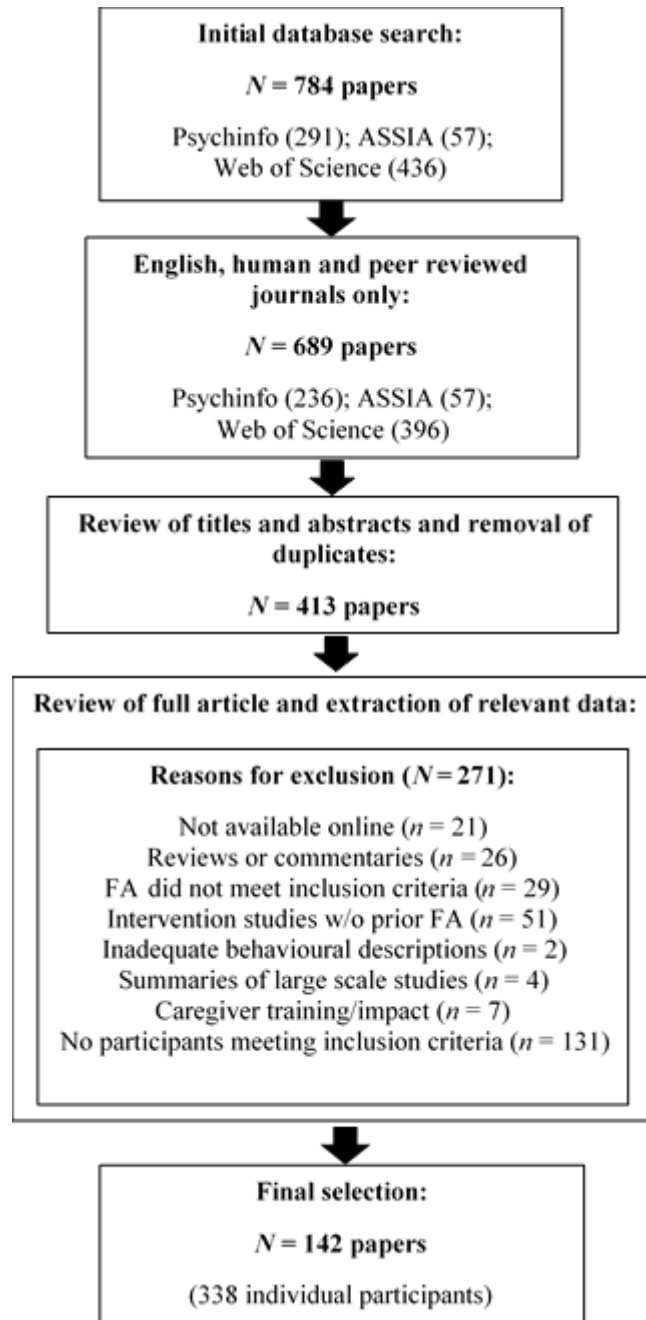 Initial database search:
N = 784 papers
Psychinfo (291); ASSIA (57);
Web of Science (436)
English, human and peer reviewed
journals only:
N = 689 papers
Psychinfo (236); ASSIA (57);
Web of Science (396)
Review of titles and abstracts and removal of
duplicates:
N = 413 papers
Review of full article and extraction of relevant data:
Reasons for exclusion (N = 271):
Not available online (n = 21)
Reviews or commentaries (n = 26)
FA did not meet inclusion criteria (n = 29)
Intervention studies w/o prior FA (n = 51)
Inadequate behavioural descriptions (n = 2)
Summaries of large scale studies (n = 4)
Caregiver training/impact (n = 7)
No participants meeting inclusion criteria (n = 131)
Final selection:
N = 142 papers
(338 individual participants)